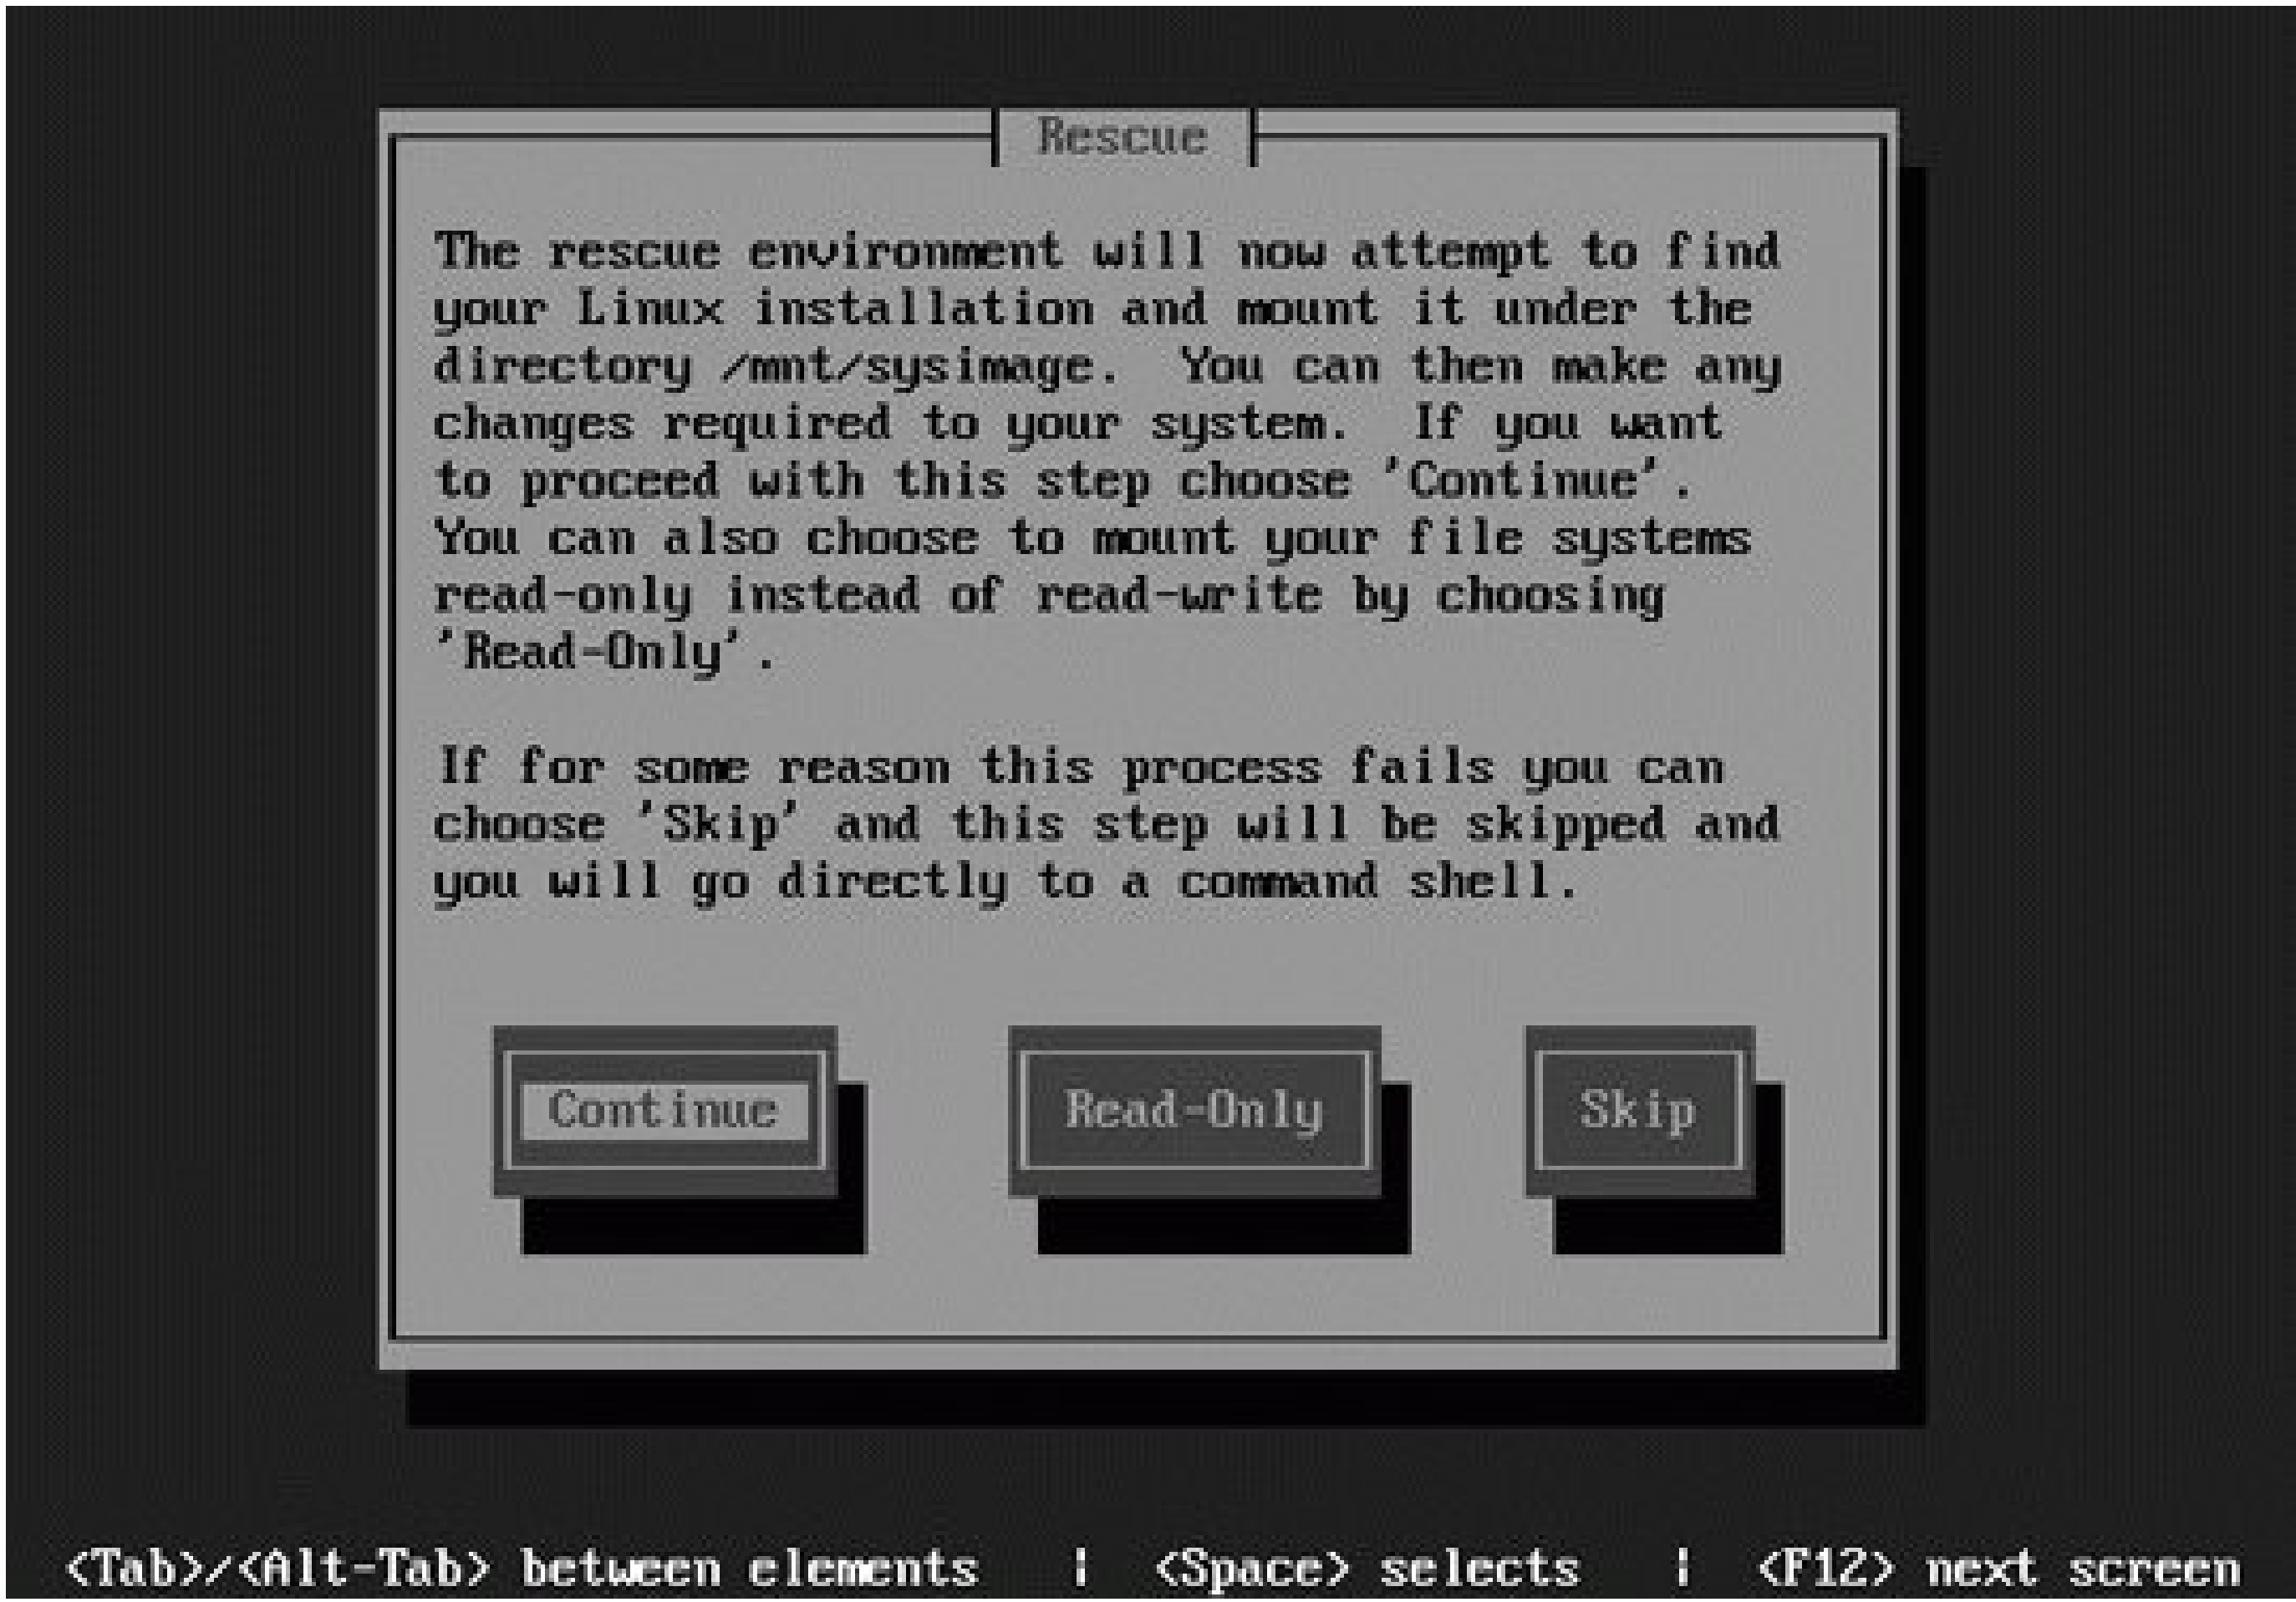 Rescue
The rescue environment will now attempt to find
your Linux installation and mount it under the
directory /mnt/sysimage.  You can then make any
changes required to your system.  If you want
to proceed with this step choose 'Continue'.
You can also choose to mount your file systems
read-only instead of read-write by choosing
'Read-Only'.
If for some reason this process fails you can
choose 'Skip' and this step will be skipped and
you will go directly to a command shell.
Continue Read-Only Skip
<Tab>/<Alt-Tab> between elements | <Space> selects | <F12> next screen